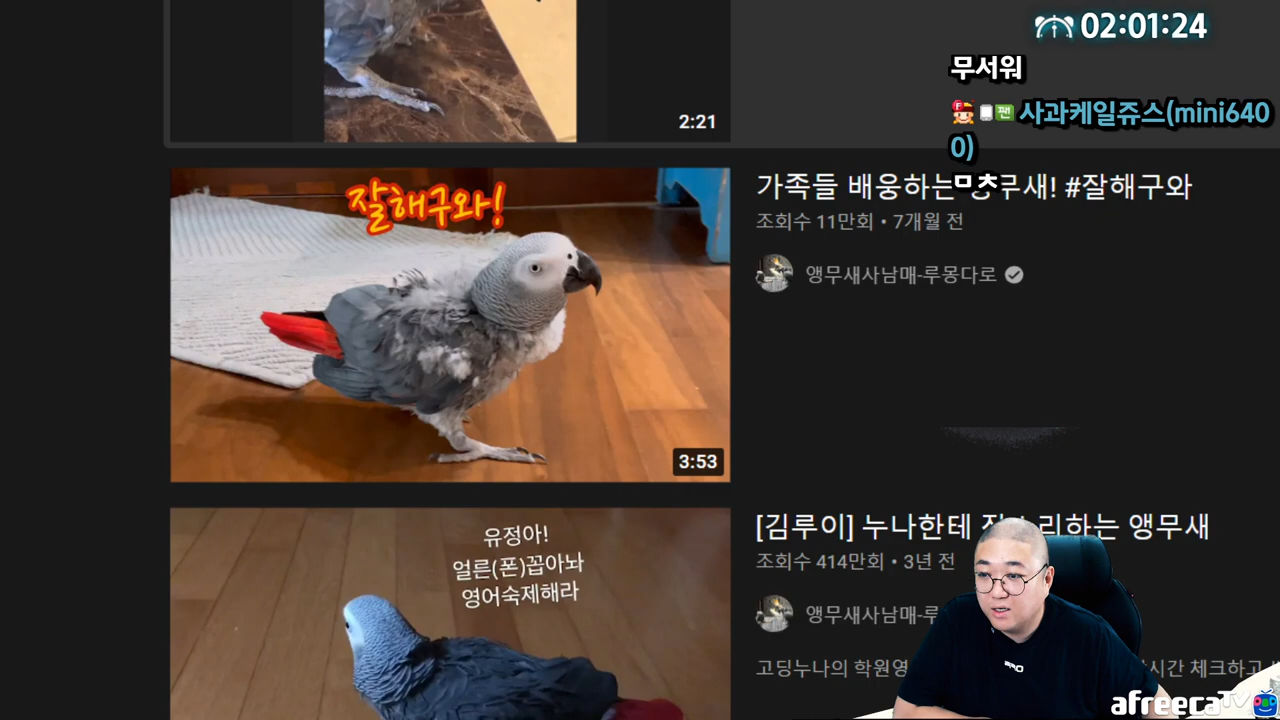 02:01:24
무서워
사과케일쥬스(mini640
0)
ㅁㅊ
2:21
잘해구와!
3:53
가족들 배웅하는 무새! #잘해구와
조회수 11만회 • 7개월 전
앵무새사남매-루몽다로
유정아!
얼른(폰)꼽아놔
영어숙제해라
[김루이] 누나한테 리하는 앵무새
조회수 414만회 • 3년 전
앵무새사남매-루
고딩누나의 학원영
시간 체크하고
afreecaTV